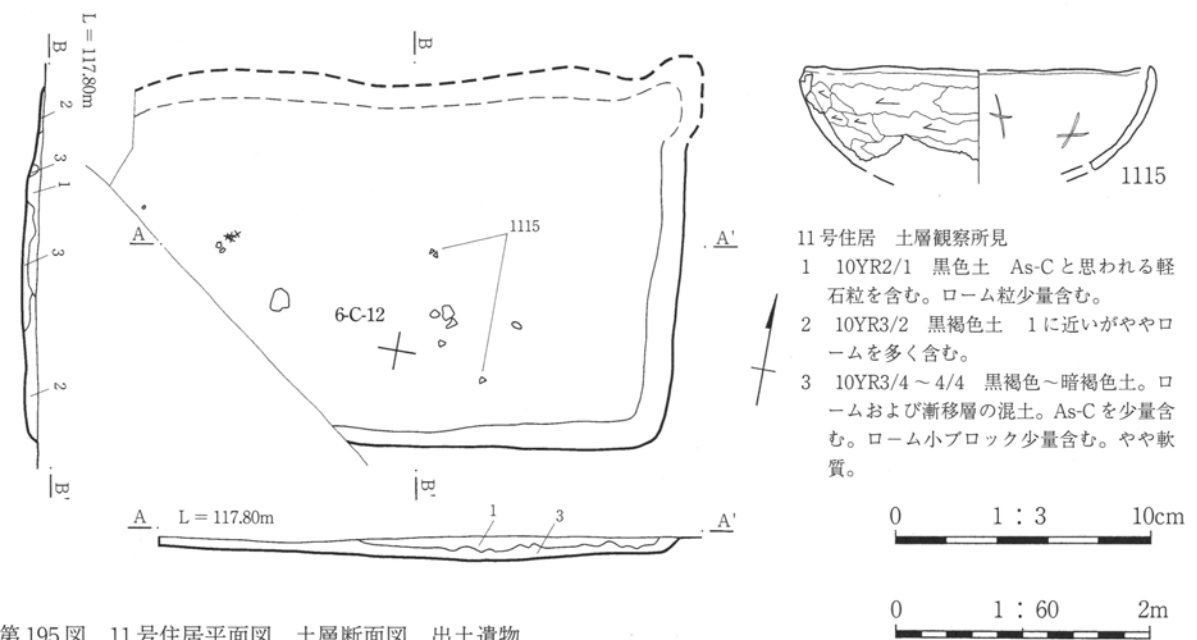 L＝117.80m
B
2
3
1
3
2
B'
B
A
1115
A'
6-C-12
B'
A
L＝117.80m
1
3
A'
1115
11号住居　土層観察所見
1　10YR2/1　黒色土　As-Cと思われる軽
石粒を含む。ローム粒少量含む。
2　10YR3/2　黒褐色土　1に近いがややロ
ームを多く含む。
3　10YR3/4～4/4　黒褐色～暗褐色土。ロ
ームおよび漸移層の混土。As-Cを少量含
む。ローム小ブロック少量含む。やや軟
質。
0　1：3　10cm
0　1：60　2m
第195図　11号住居平面図、土層断面図、出土遺物